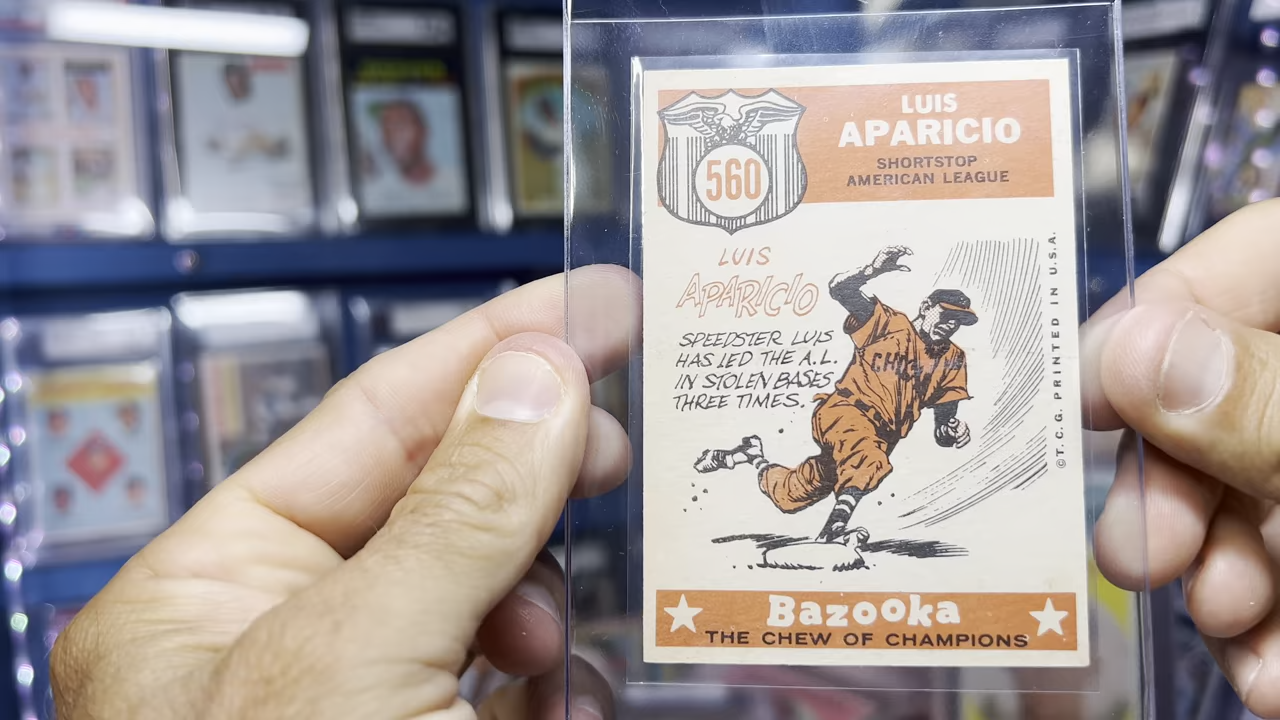 LUIS
APARICIO
SHORTSTOP
AMERICAN LEAGUE
560
LUIS
APARICIO
SPEEDSTER LUIS
HAS LED THE A.L.
IN STOLEN BASES
THREE TIMES.
©T.C.G. PRINTED IN U.S.A.
Bazooka
THE CHEW OF CHAMPIONS